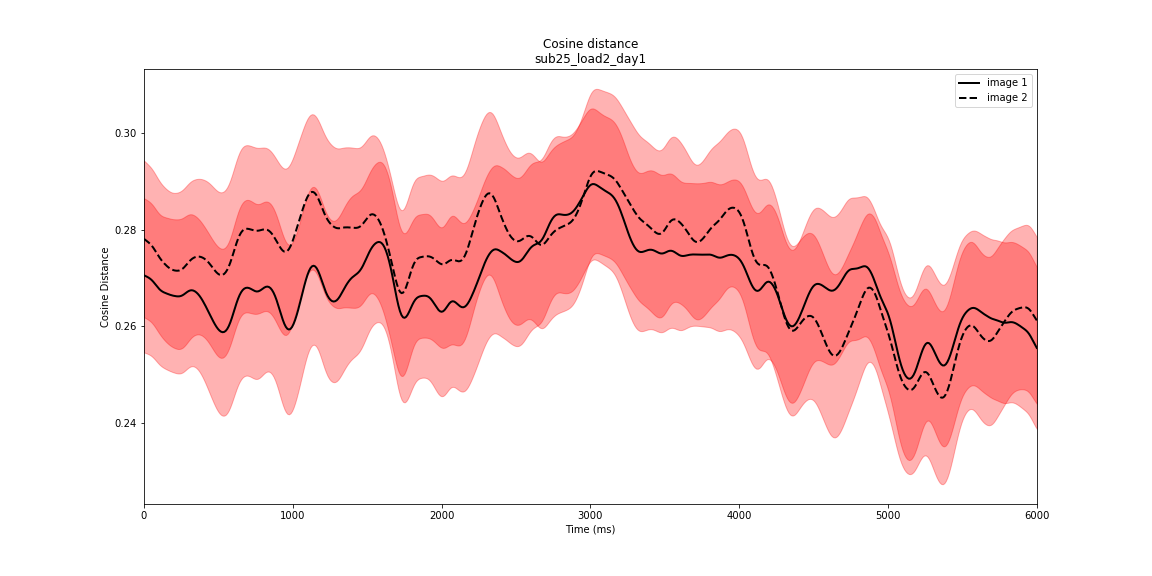 Cosine distance
sub25_load2_day1
image 1
image 2
Cosine Distance
0.30
0.28
0.26
0.24
0
1000
2000
3000
4000
5000
6000
Time (ms)